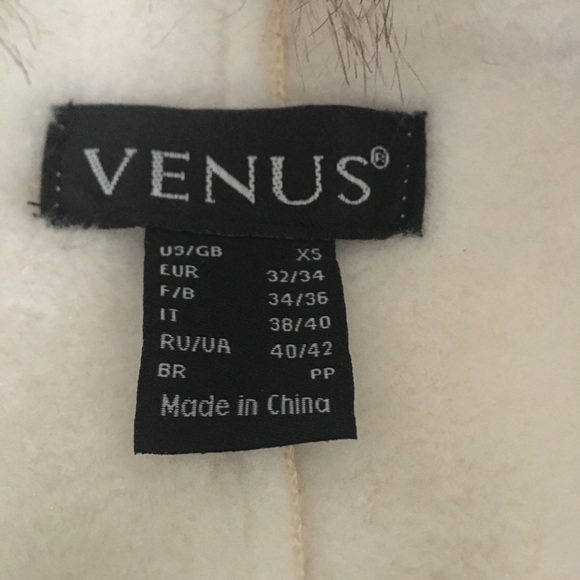 VENUS®
US/GB XS
EUR 32/34
F/B 34/36
IT 38/40
RU/UA 40/42
BR PP
Made in China